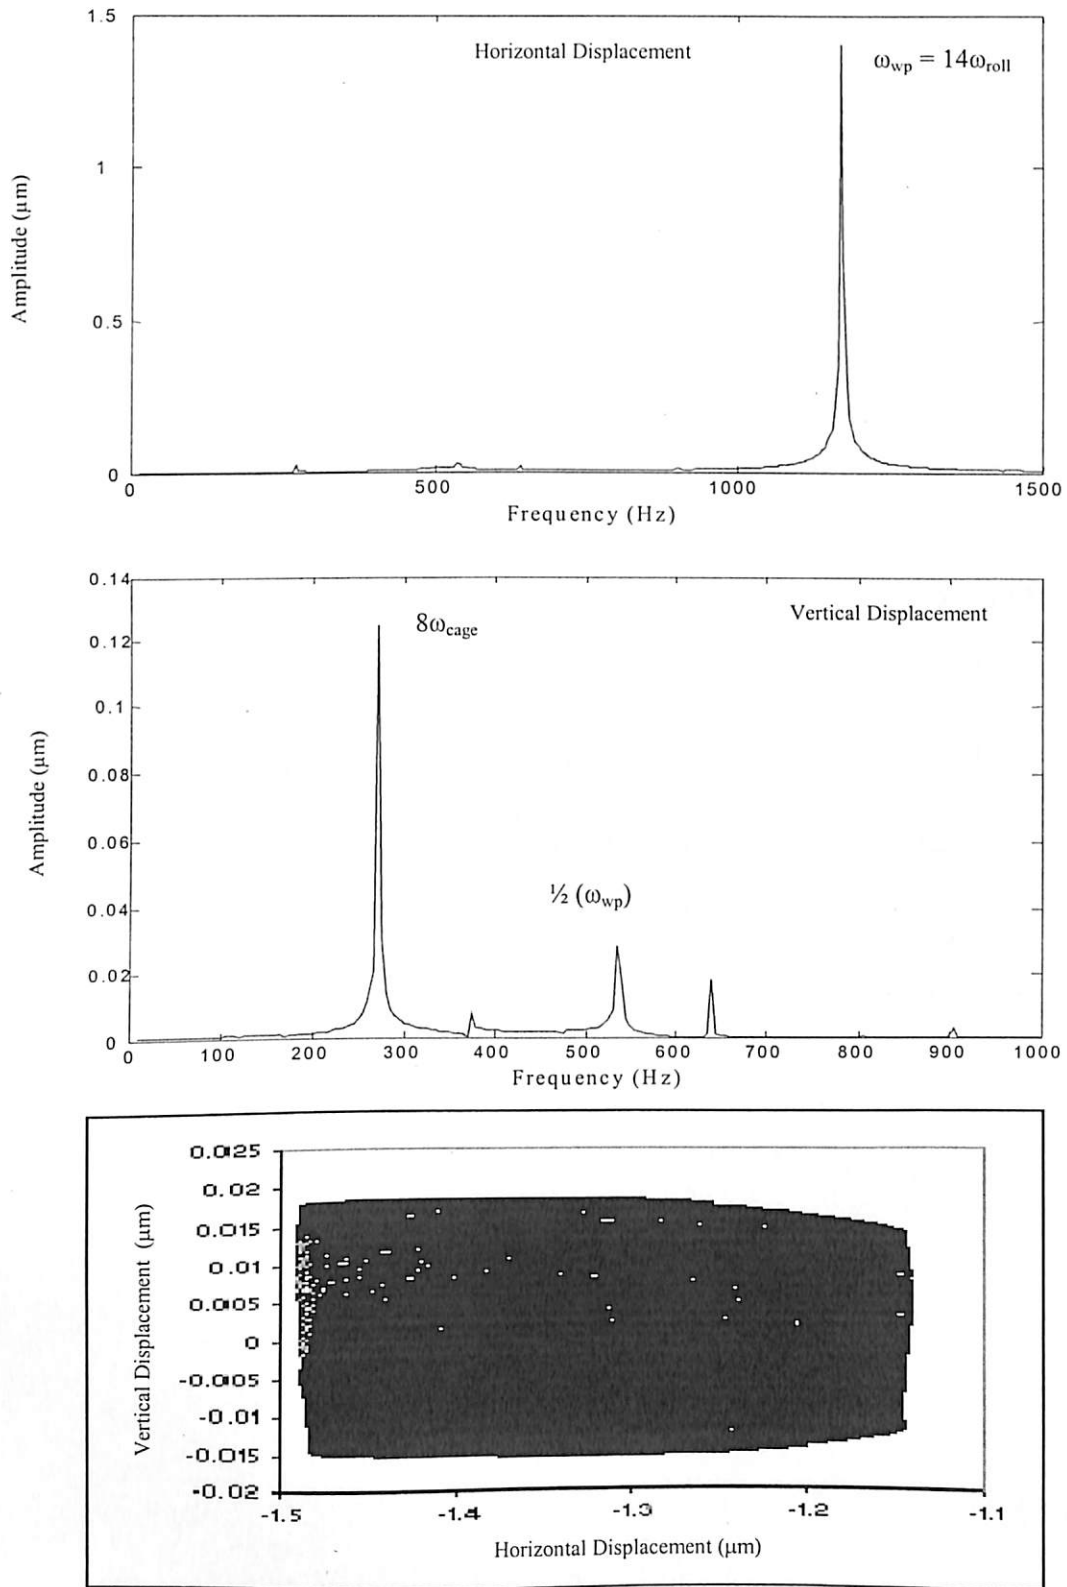 1.5
Horizontal Displacement
ωwp = 14ωroll
1
0.5
0
Amplitude (μm)
0 500 1000 1500
Frequency (Hz)
0.14
8ωcage
Vertical Displacement
0.12
0.1
0.08
0.06
½ (ωwp)
0.04
0.02
0
Amplitude (μm)
0 100 200 300 400 500 600 700 800 900 1000
Frequency (Hz)
0.025
0.02
0.015
0.01
0.005
0
-0.005
-0.01
-0.015
-0.02
Vertical Displacement (μm)
-1.5 -1.4 -1.3 -1.2 -1.1
Horizontal Displacement (μm)